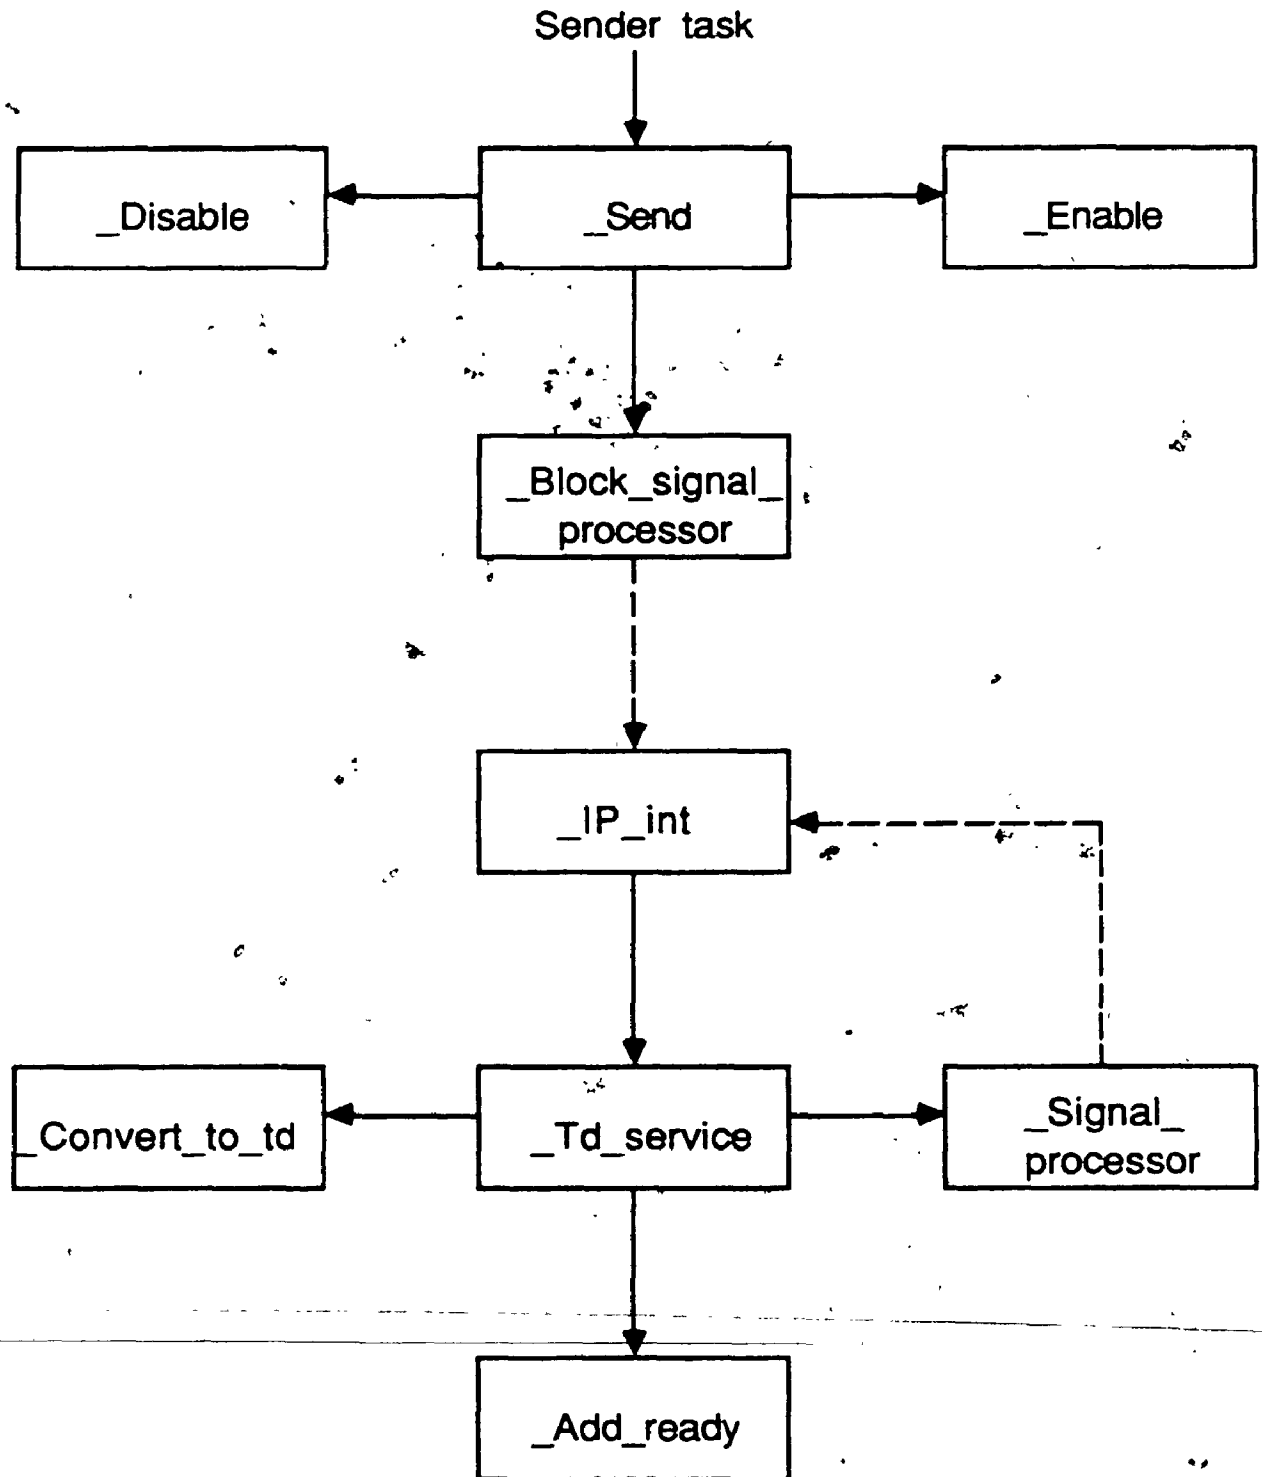 Sender task
_Disable
_Send
_Enable
_Block_signal_
processor
_IP_int
_Convert_to_td
_Td_service
_Signal_
processor
_Add_ready